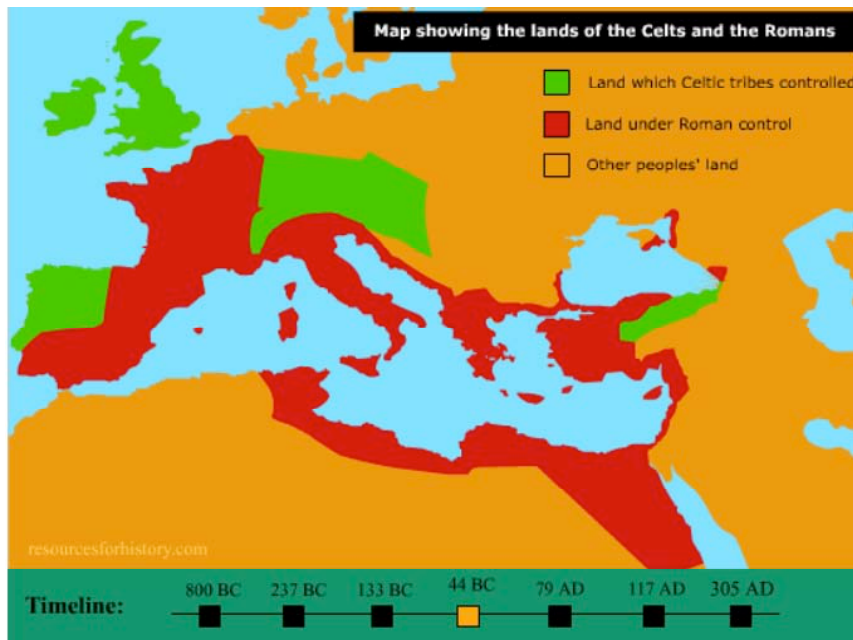 Map showing the lands of the Celts and the Romans
Land which Celtic tribes controlled
Land under Roman control
Other peoples' land
resourcesforhistory.com
Timeline:
800 BC 237 BC 133 BC 44 BC 79 AD 117 AD 305 AD